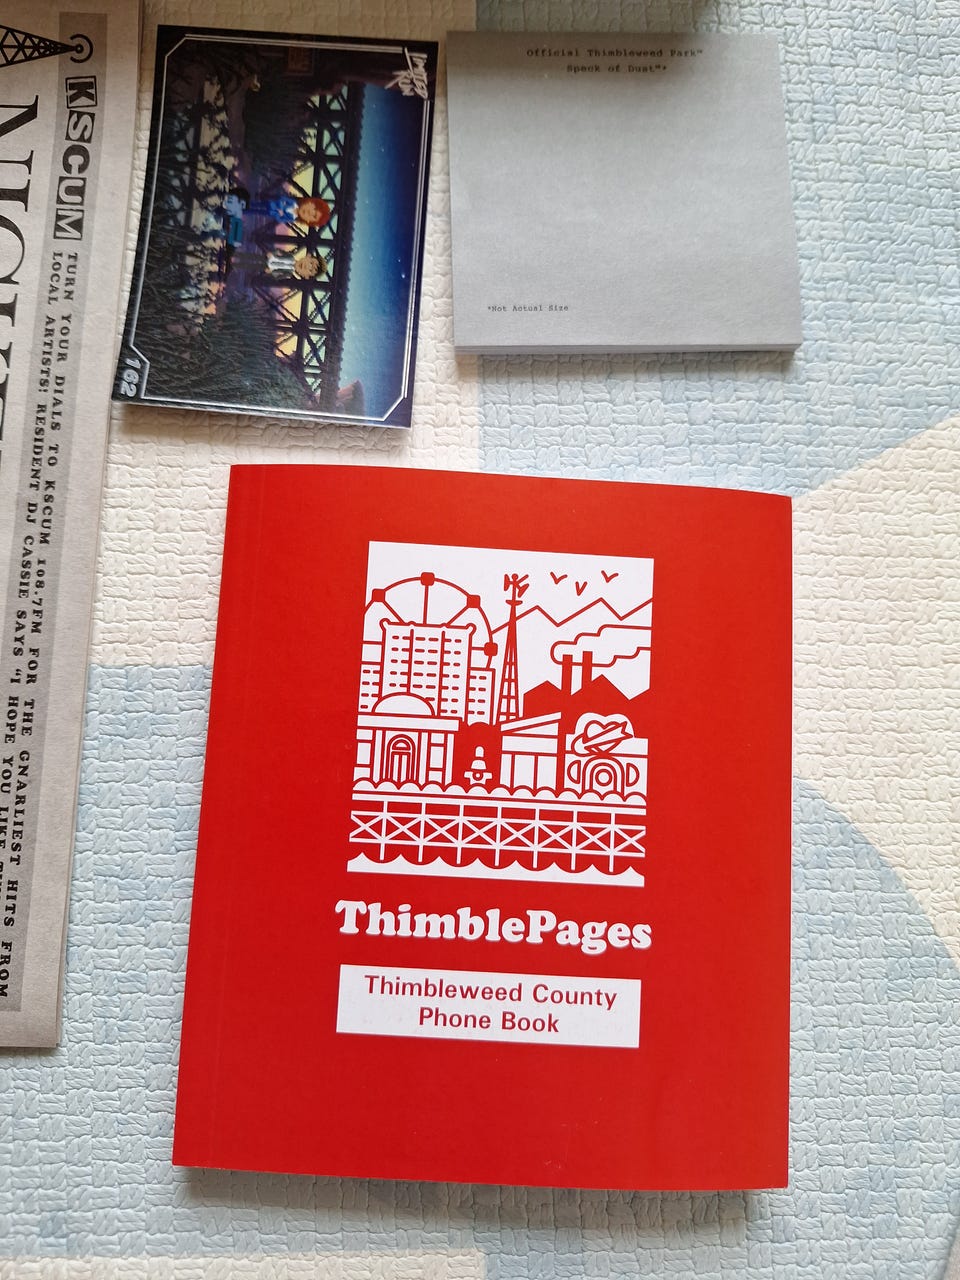 KSCUM
TURN YOUR DIALS TO KSCUM 108.7FM FOR THE GNARLIEST HITS FROM
LOCAL ARTISTS! RESIDENT DJ CASSIE SAYS "I HOPE YOU LIKE
162
Official Thimbleweed Park™
Speck of Dust™*
*Not Actual Size
ThimblePages
Thimbleweed County
Phone Book